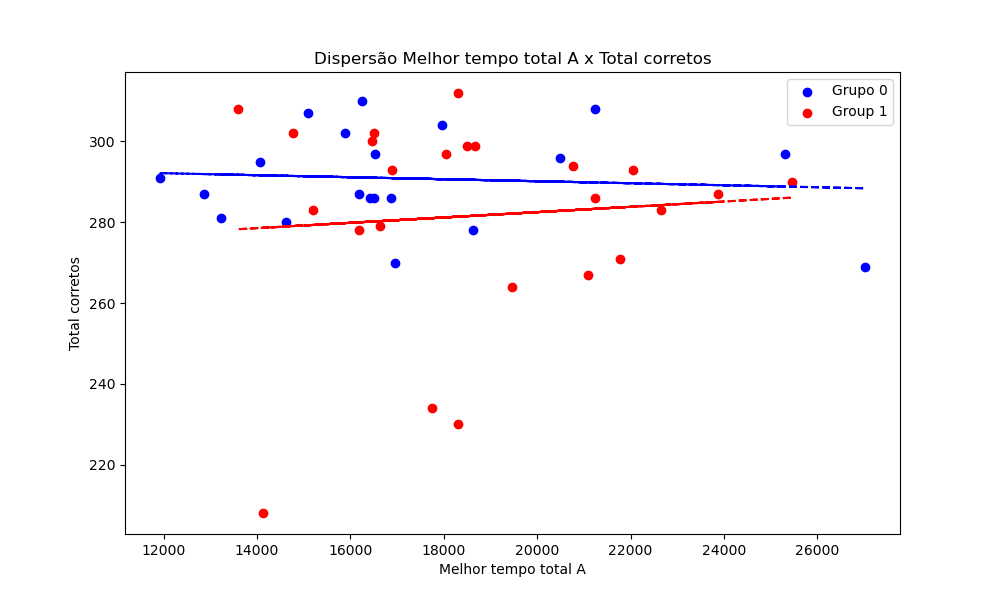 Dispersão Melhor tempo total A x Total corretos
Grupo 0
Group 1
Total corretos
300
280
260
240
220
12000 14000 16000 18000 20000 22000 24000 26000
Melhor tempo total A